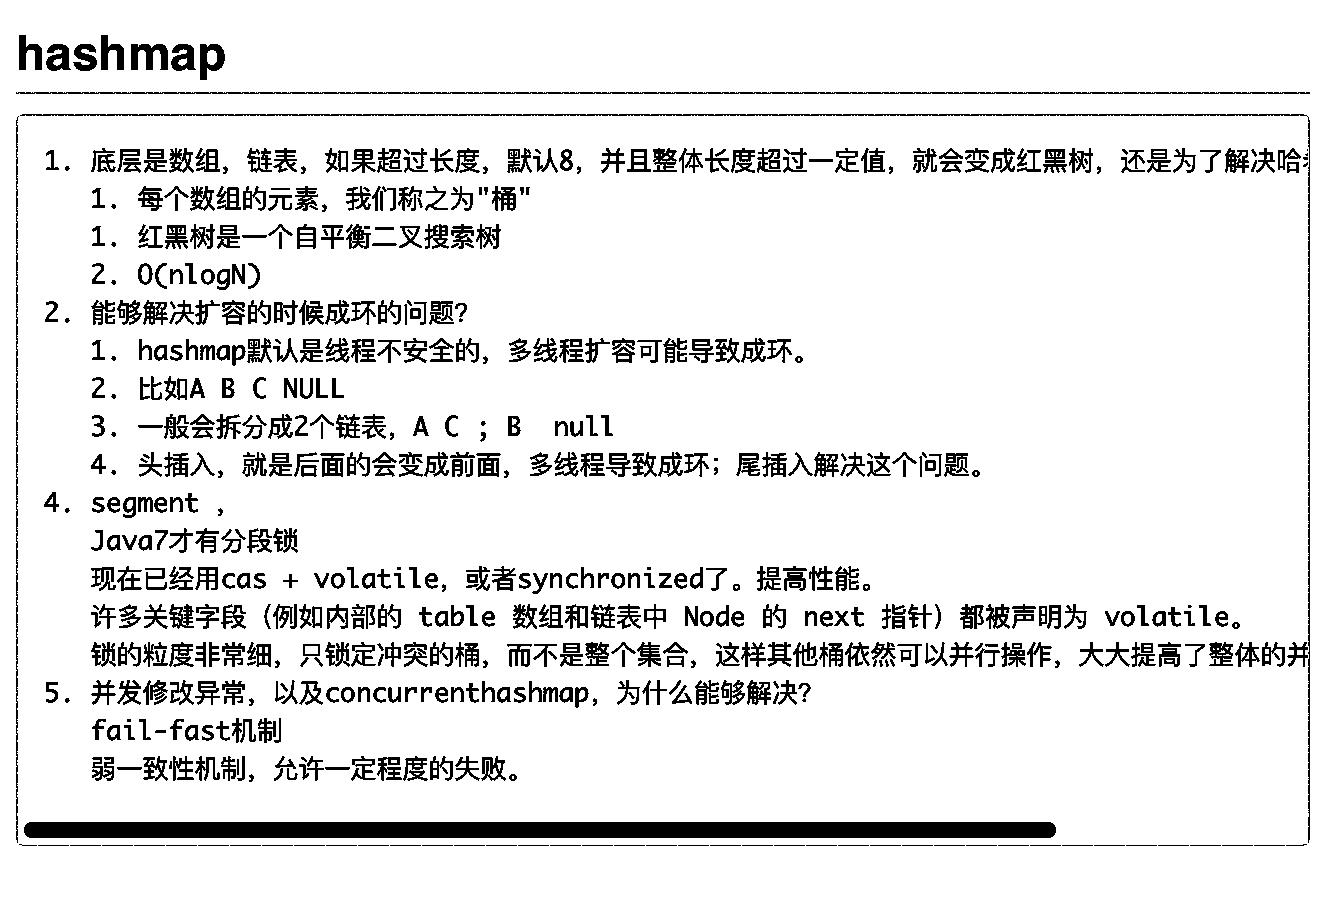 hashmap
1. 底层是数组，链表，如果超过长度，默认8，并且整体长度超过一定值，就会变成红黑树，还是为了解决哈
1. 每个数组的元素，我们称之为"桶"
1. 红黑树是一个自平衡二叉搜索树
2. O(nlogN)
2. 能够解决扩容的时候成环的问题？
1. hashmap默认是线程不安全的，多线程扩容可能导致成环。
2. 比如A B C NULL
3. 一般会拆分成2个链表，A C ; B  null
4. 头插入，就是后面的会变成前面，多线程导致成环；尾插入解决这个问题。
4. segment ，
Java7才有分段锁
现在已经用cas + volatile，或者synchronized了。提高性能。
许多关键字段（例如内部的 table 数组和链表中 Node 的 next 指针）都被声明为 volatile。
锁的粒度非常细，只锁定冲突的桶，而不是整个集合，这样其他桶依然可以并行操作，大大提高了整体的并
5. 并发修改异常，以及concurrenthashmap，为什么能够解决？
fail-fast机制
弱一致性机制，允许一定程度的失败。